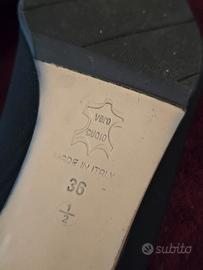 vero
cuoio
MADE IN ITALY
36
1
2
subito